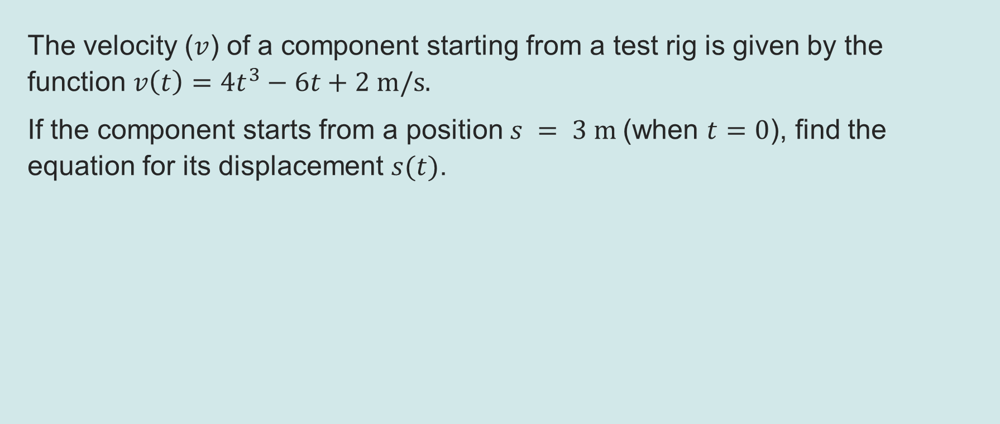 The velocity (𝑣) of a component starting from a test rig is given by the
function 𝑣(𝑡) = 4𝑡³ − 6𝑡 + 2 m/s.
If the component starts from a position 𝑠 = 3 m (when 𝑡 = 0), find the
equation for its displacement 𝑠(𝑡).